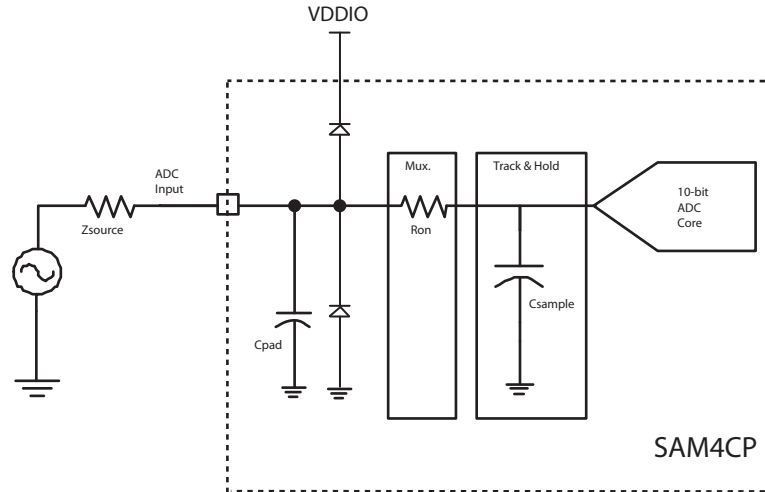 VDDIO
Mux.
Track & Hold
ADC
Input
10-bit
ADC
Core
Zsource
Ron
Csample
Cpad
SAM4CP